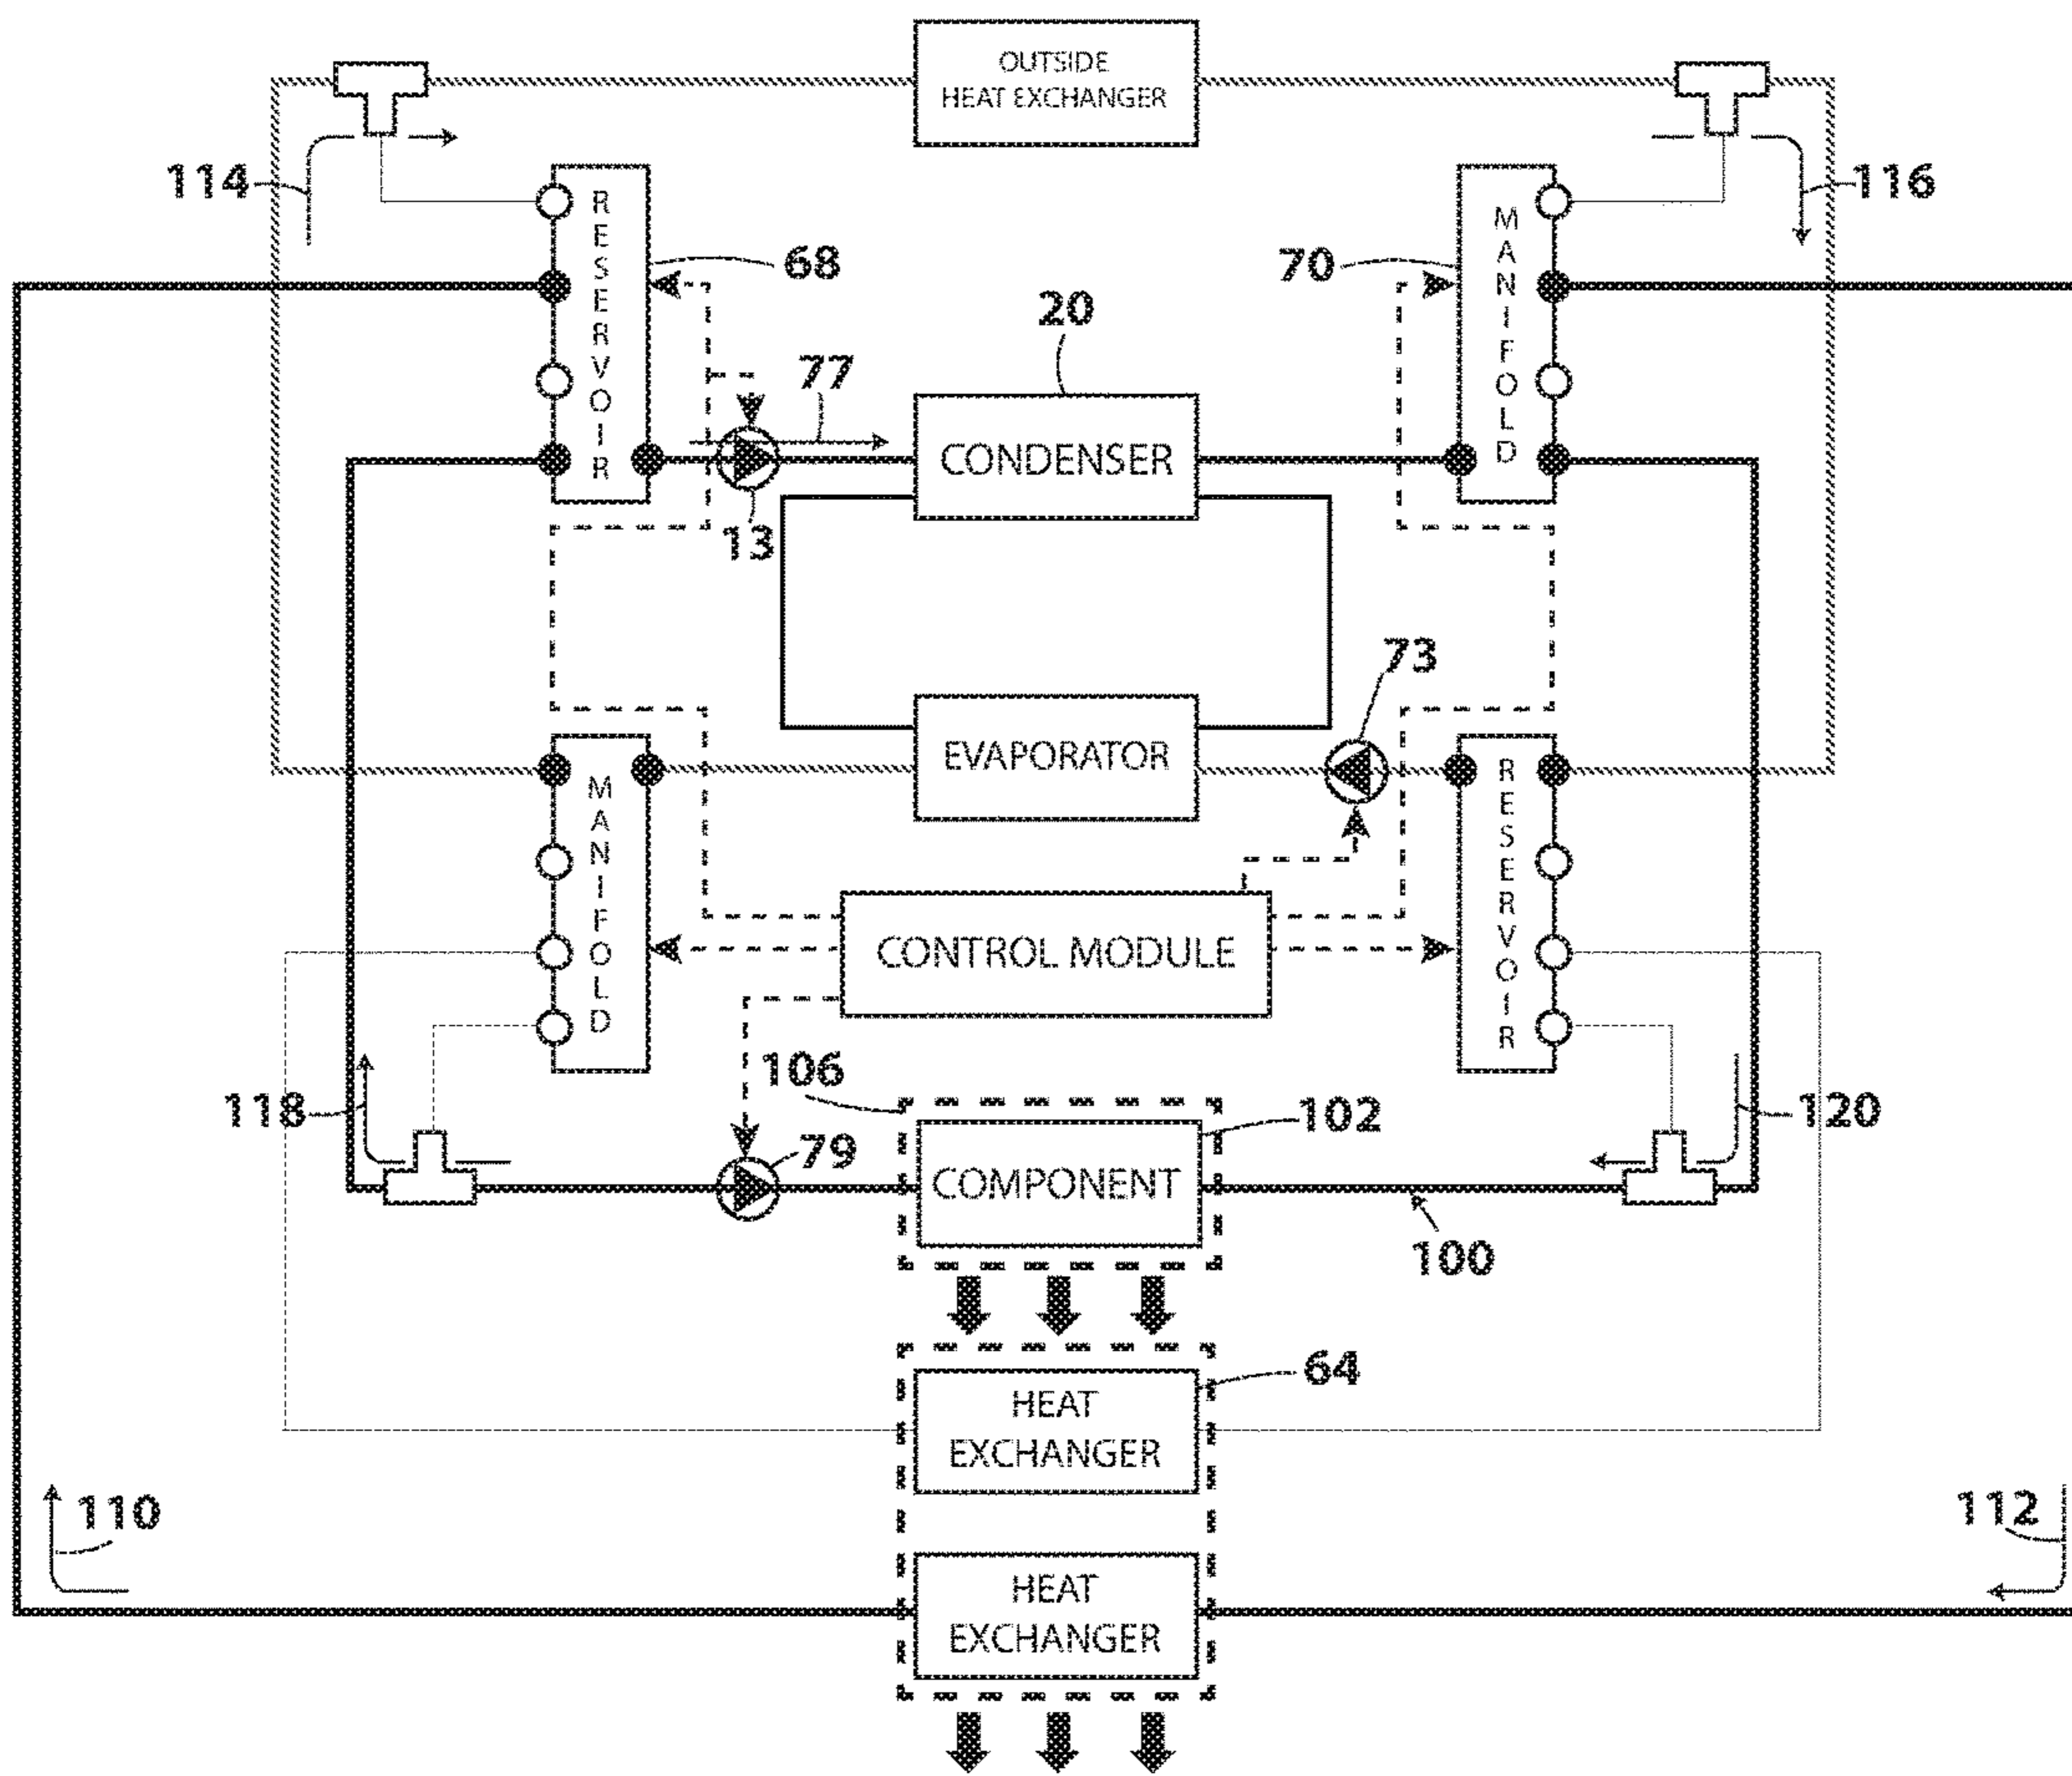 OUTSIDE
HEAT EXCHANGER
114
116
RESERVOIR
68
70
MANIFOLD
20
77
CONDENSER
13
73
MANIFOLD
EVAPORATOR
RESERVOIR
CONTROL MODULE
106
102
118
79
COMPONENT
120
100
64
HEAT
EXCHANGER
110
112
HEAT
EXCHANGER